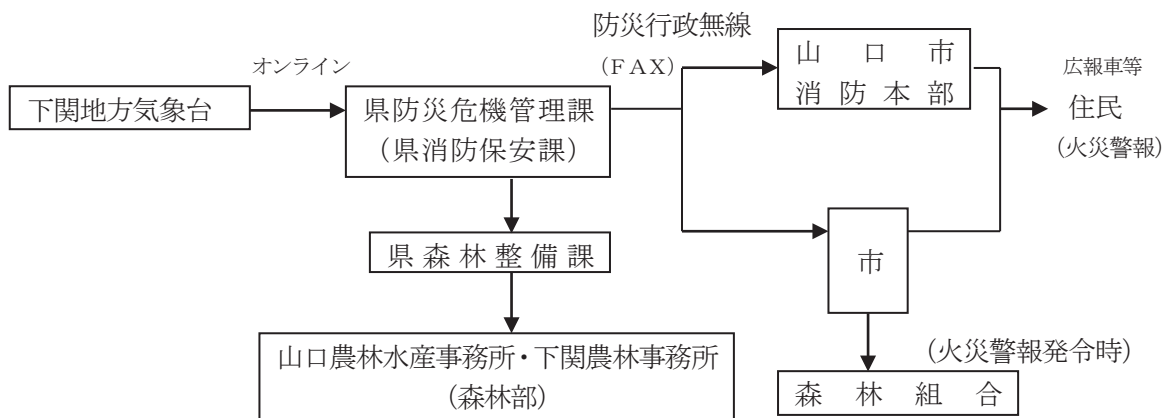 防災行政無線
(ＦＡＸ)
オンライン
下関地方気象台
県防災危機管理課
（県消防保安課）
山口市
消防本部
広報車等
住民
(火災警報)
市
県森林整備課
山口農林水産事務所・下関農林事務所
(森林部)
(火災警報発令時)
森林組合